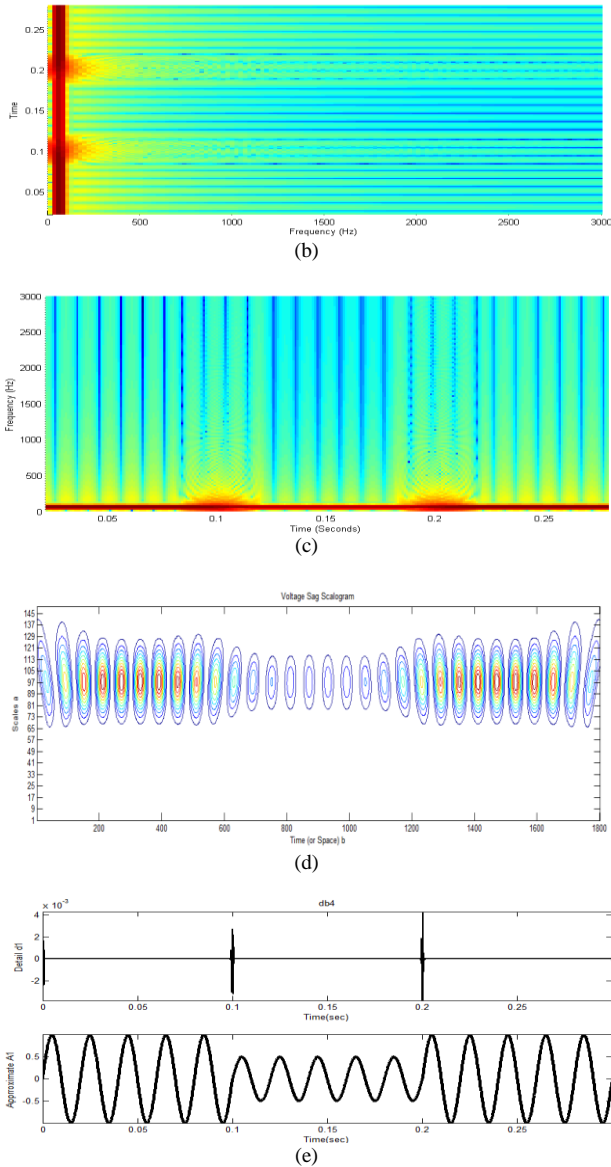 0.25
0.2
0.15
0.1
0.05
Time
0 500 1000 1500 2000 2500 3000
Frequency (Hz)
(b)
3000
2500
2000
1500
1000
500
0
Frequency (Hz)
0.05 0.1 0.15 0.2 0.25
Time (Seconds)
(c)
Voltage Sag Scalogram
145
137
129
121
113
105
97
89
81
73
65
57
49
41
33
25
17
9
1
Scales a
200 400 600 800 1000 1200 1400 1600 1800
Time (or Space) b
(d)
× 10⁻³ db4
4
2
0
-2
Detail d1
0 0.05 0.1 0.15 0.2 0.25
Time(sec)
0.5
0
-0.5
Approximate A1
0 0.05 0.1 0.15 0.2 0.25
Time(sec)
(e)